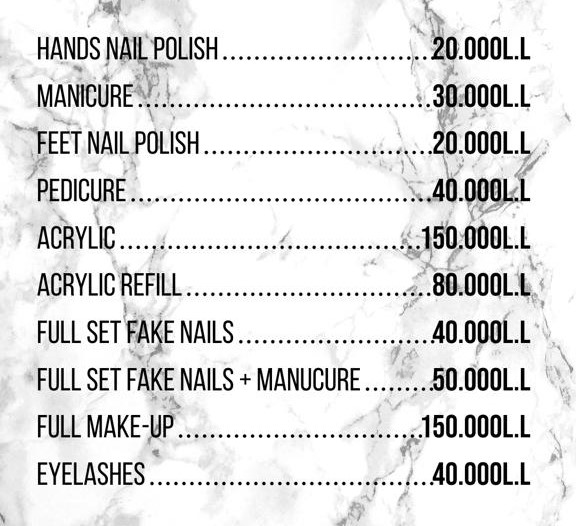 HANDS NAIL POLISH..............................20.000L.L
MANICURE..........................................30.000L.L
FEET NAIL POLISH.................................20.000L.L
PEDICURE...........................................40.000L.L
ACRYLIC...........................................150.000L.L
ACRYLIC REFILL...................................80.000L.L
FULL SET FAKE NAILS............................40.000L.L
FULL SET FAKE NAILS + MANUCURE..........50.000L.L
FULL MAKE-UP...................................150.000L.L
EYELASHES........................................40.000L.L